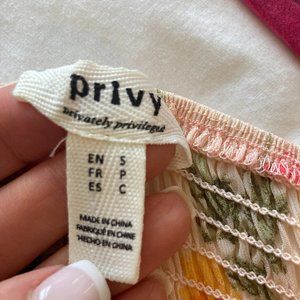 privy
privately privileged
EN S
FR P
ES C
MADE IN CHINA
FABRIQUÉ EN CHINE
HECHO EN CHINA